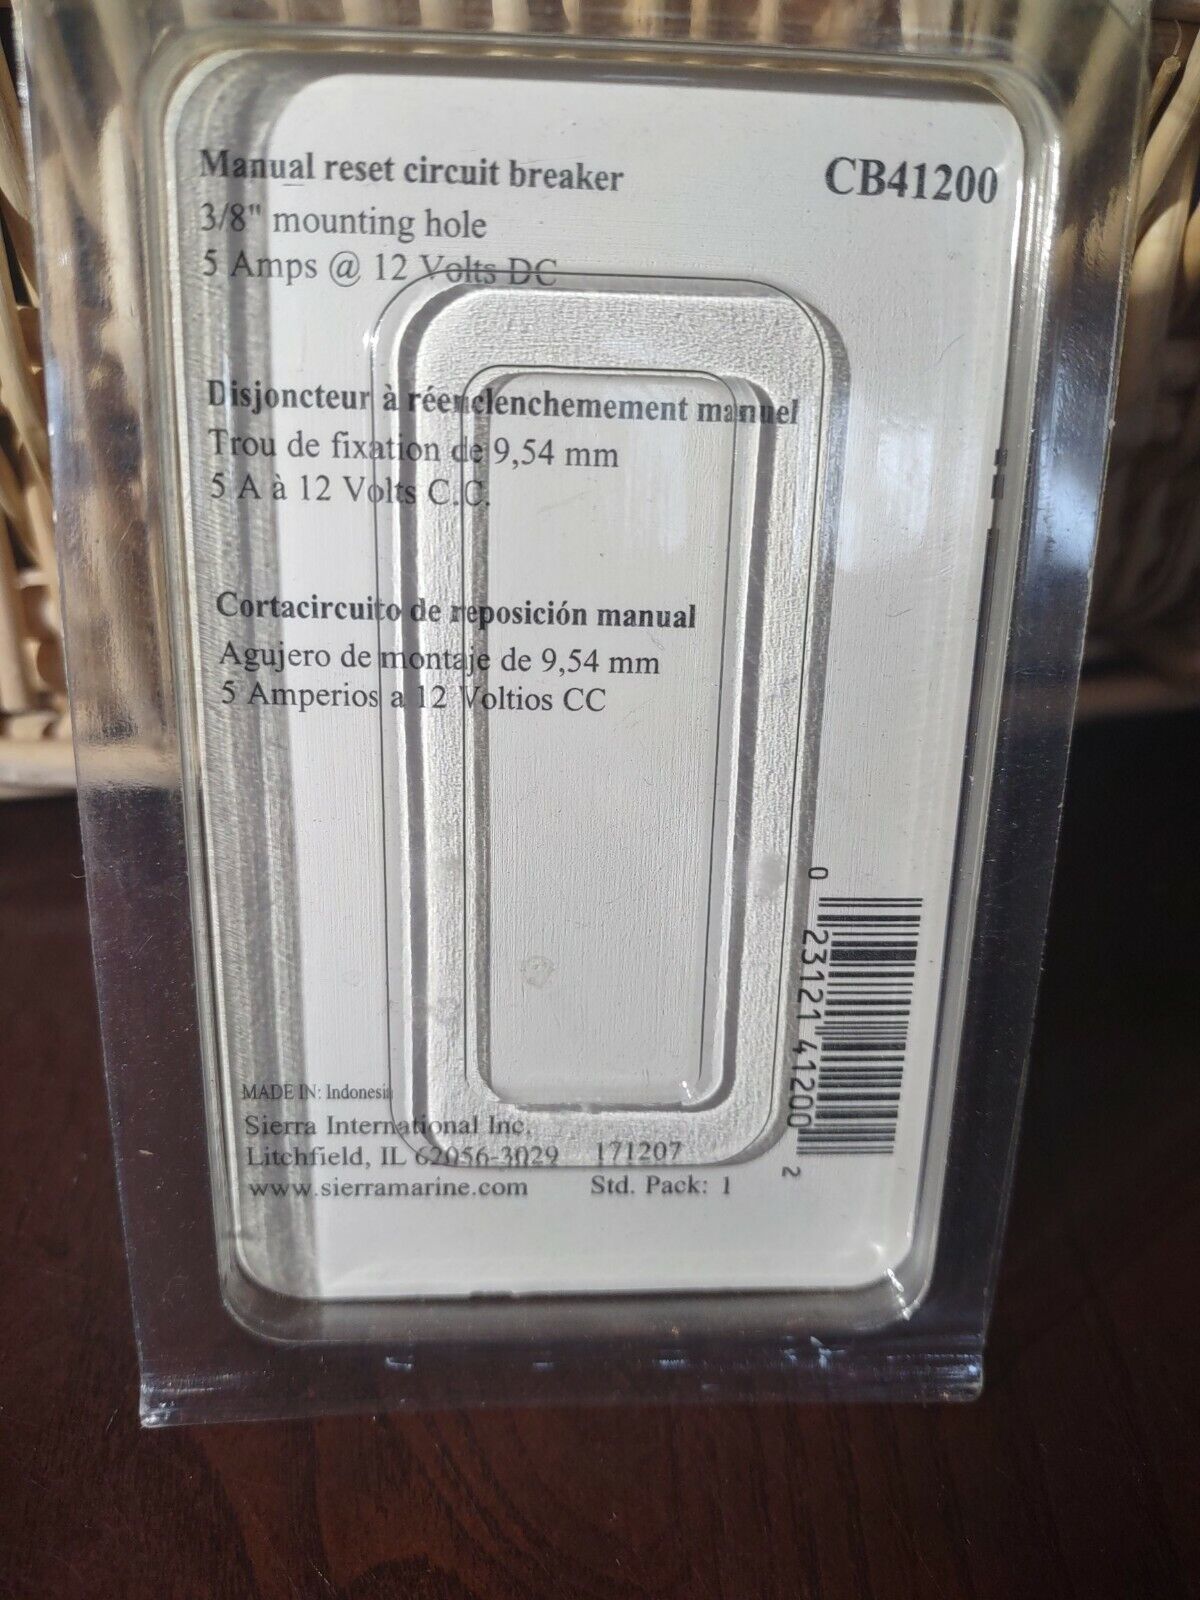 Manual reset circuit breaker
CB41200
3/8" mounting hole
5 Amps @ 12 Volts DC
Disjoncteur à réenclenchemement manuel
Trou de fixation de 9,54 mm
5 A à 12 Volts C.C.
Cortacircuito de reposición manual
Agujero de montaje de 9,54 mm
5 Amperios a 12 Voltios CC
0 23121 41200 2
MADE IN: Indonesia
Sierra International Inc.
Litchfield, IL 62056-3029 171207
www.sierramarine.com Std. Pack: 1